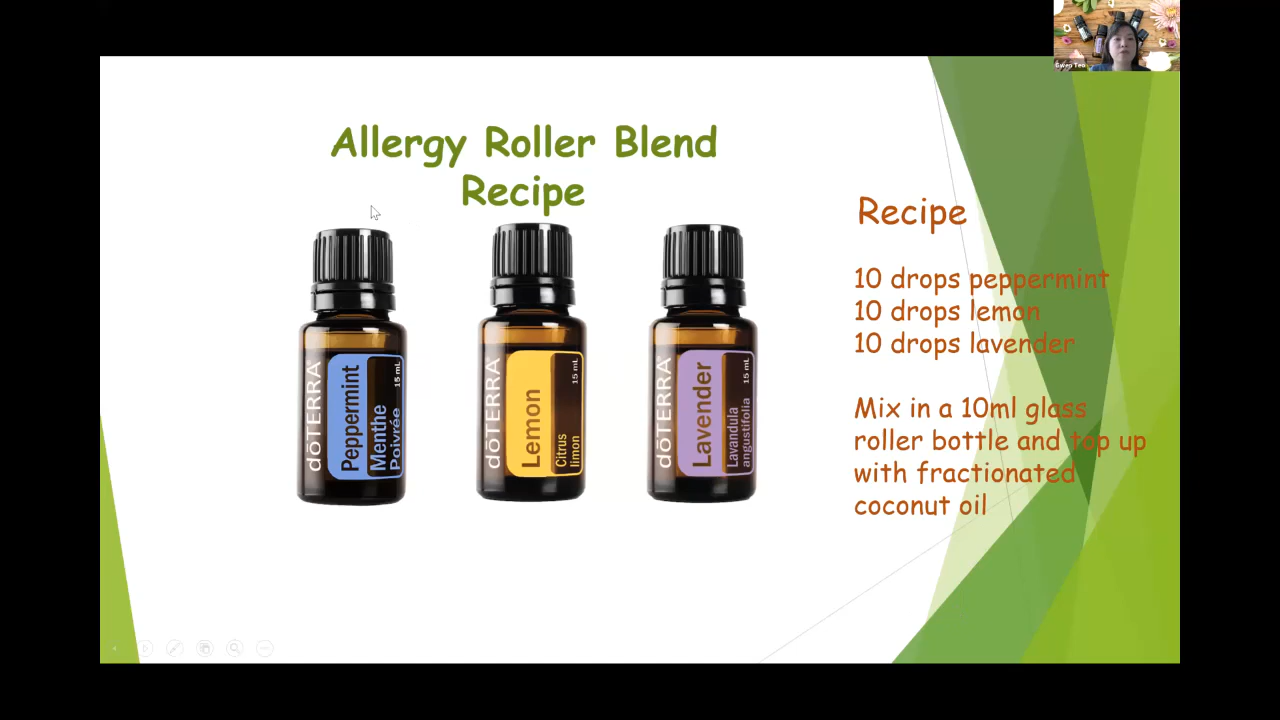 Gwen Teo
Allergy Roller Blend
Recipe
dōTERRA
Peppermint
Menthe
Poivrée
15 mL
dōTERRA
Lemon
Citrus
limon
15 mL
dōTERRA
Lavender
Lavandula
angustifolia
15 mL
Recipe
10 drops peppermint
10 drops lemon
10 drops lavender
Mix in a 10ml glass
roller bottle and top up
with fractionated
coconut oil